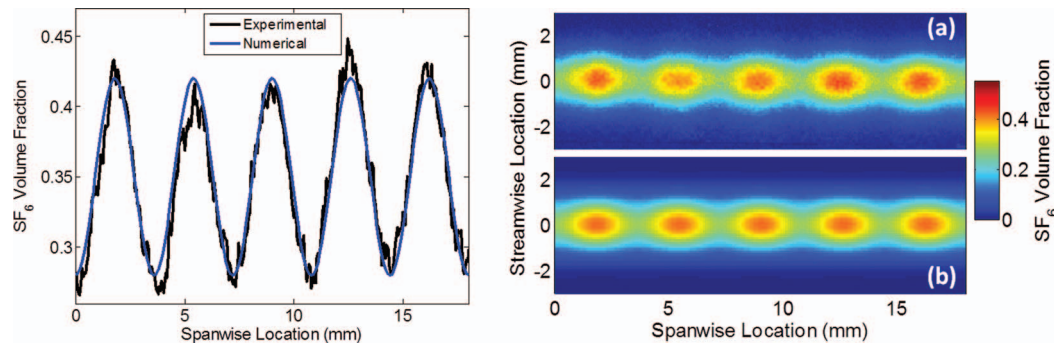 Experimental
Numerical
0.45
0.4
0.35
0.3
SF6 Volume Fraction
0 5 10 15
Spanwise Location (mm)
(a)
2
0
-2
2
0
-2
Streamwise Location (mm)
(b)
0 5 10 15
Spanwise Location (mm)
0.4
0.2
0
SF6 Volume Fraction